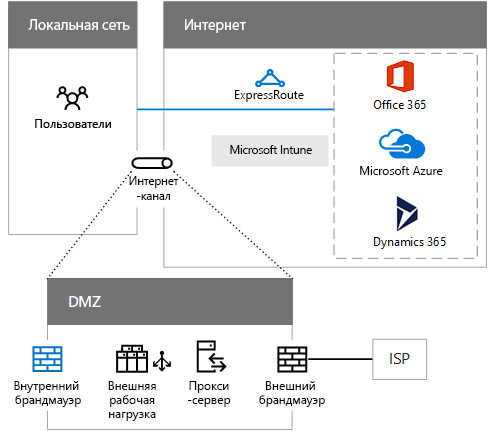 Локальная сеть
Интернет
ExpressRoute
Office 365
Пользователи
Microsoft Intune
Microsoft Azure
Интернет
-канал
Dynamics 365
DMZ
ISP
Внутренний
брандмауэр
Внешняя
рабочая
нагрузка
Прокси
-сервер
Внешний
брандмауэр